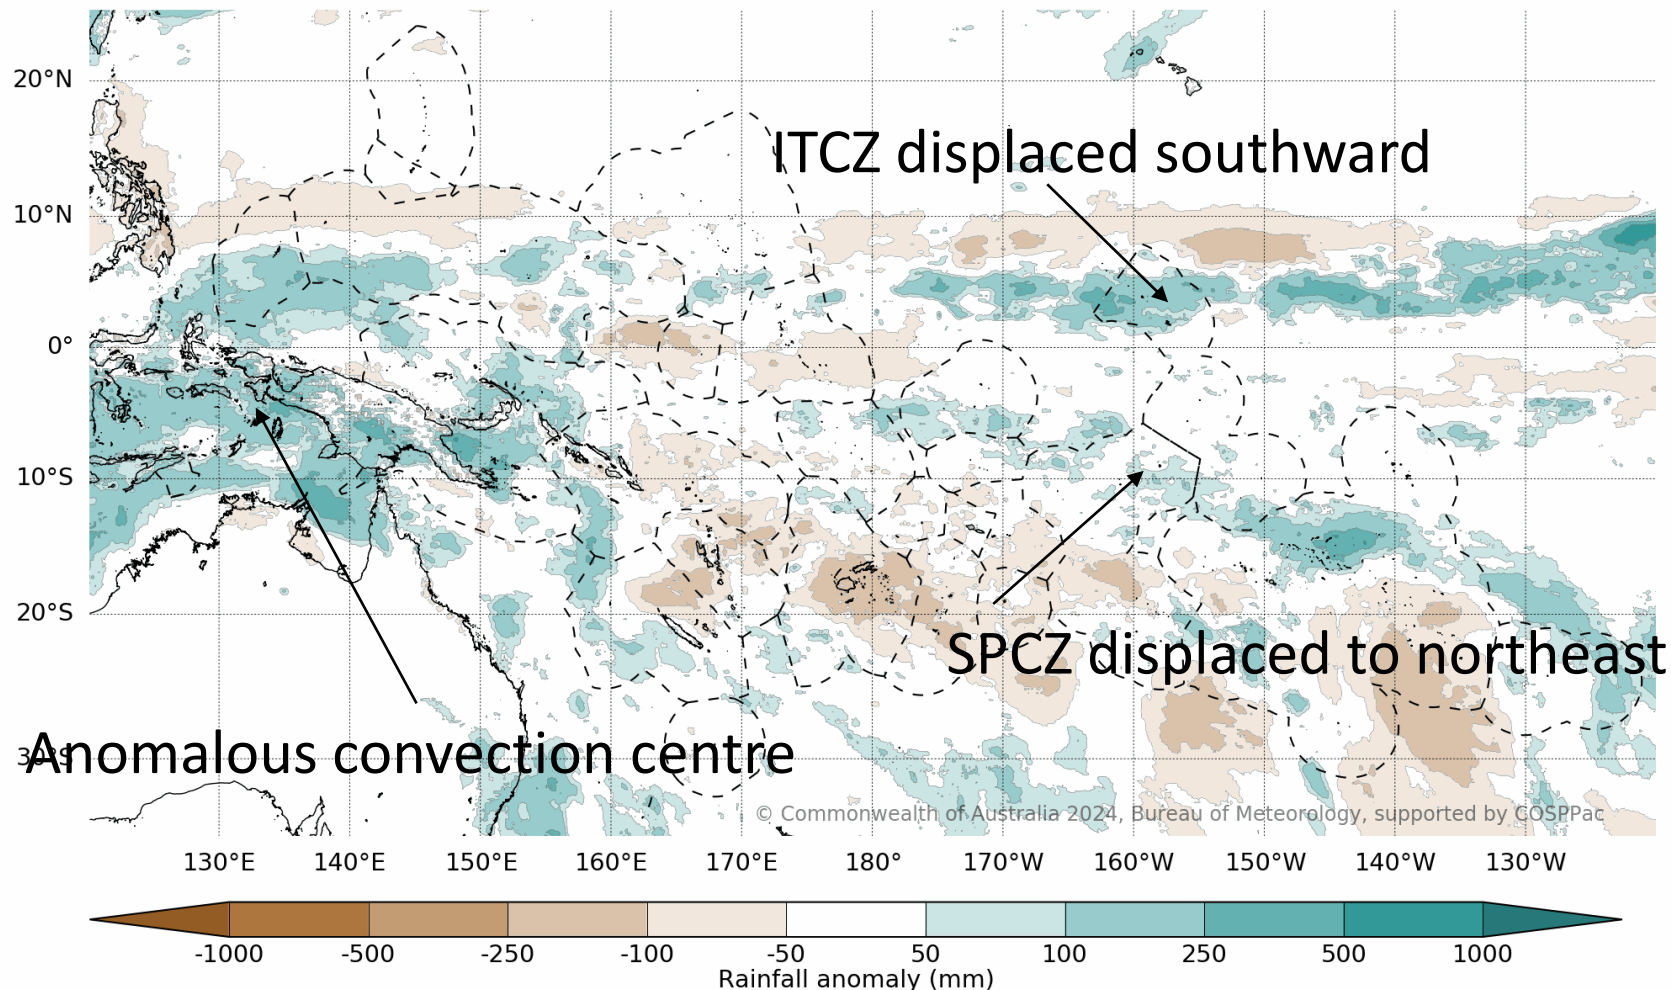 20°N
ITCZ displaced southward
10°N
0°
10°S
20°S
SPCZ displaced to northeast
30°S
Anomalous convection centre
© Commonwealth of Australia 2024, Bureau of Meteorology, supported by COSPPac
130°E 140°E 150°E 160°E 170°E 180° 170°W 160°W 150°W 140°W 130°W
-1000 -500 -250 -100 -50 50 100 250 500 1000
Rainfall anomaly (mm)